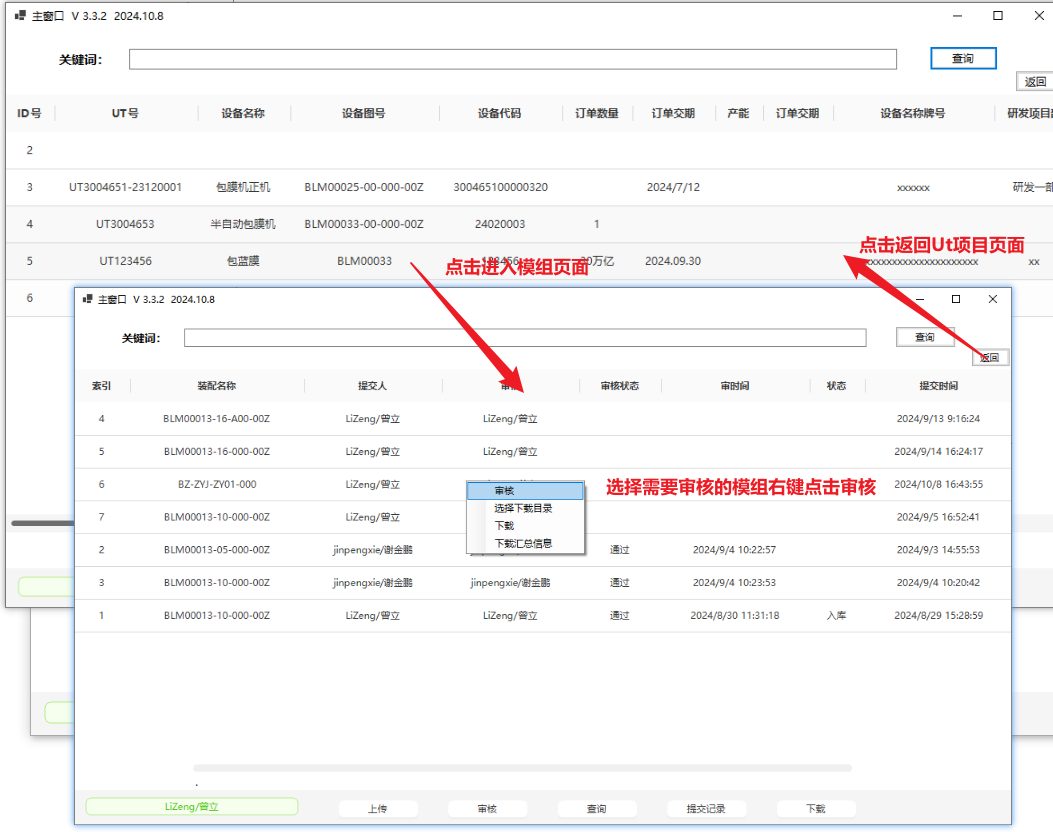 主窗口 V 3.3.2 2024.10.8
关键词：
查询
返回
ID号 UT号 设备名称 设备图号 设备代码 订单数量 订单交期 产能 订单交期 设备名称牌号 研发项目部
2
3 UT3004651-23120001 包膜机正机 BLM00025-00-000-00Z 300465100000320 2024/7/12 xxxxxx 研发一部
4 UT3004653 半自动包膜机 BLM00033-00-000-00Z 24020003 1
点击返回Ut项目页面
5 UT123456 包蓝膜 BLM00033 2024.09.30 xx
点击进入模组页面
6
主窗口 V 3.3.2 2024.10.8
关键词：
查询
返回
索引 装配名称 提交人 审核状态 审时间 状态 提交时间
4 BLM00013-16-A00-00Z LiZeng/曾立 LiZeng/曾立 2024/9/13 9:16:24
5 BLM00013-16-000-00Z LiZeng/曾立 LiZeng/曾立 2024/9/14 16:24:17
6 BZ-ZYJ-ZY01-000 LiZeng/曾立 2024/10/8 16:43:55
选择需要审核的模组右键点击审核
审核
选择下载目录
下载
下载汇总信息
7 BLM00013-10-000-00Z LiZeng/曾立 2024/9/5 16:52:41
2 BLM00013-05-000-00Z jinpengxie/谢金鹏 通过 2024/9/4 10:22:57 2024/9/3 14:55:53
3 BLM00013-10-000-00Z jinpengxie/谢金鹏 jinpengxie/谢金鹏 通过 2024/9/4 10:23:53 2024/9/4 10:20:42
1 BLM00013-10-000-00Z LiZeng/曾立 LiZeng/曾立 通过 2024/8/30 11:31:18 入库 2024/8/29 15:28:59
LiZeng/曾立 上传 审核 查询 提交记录 下载